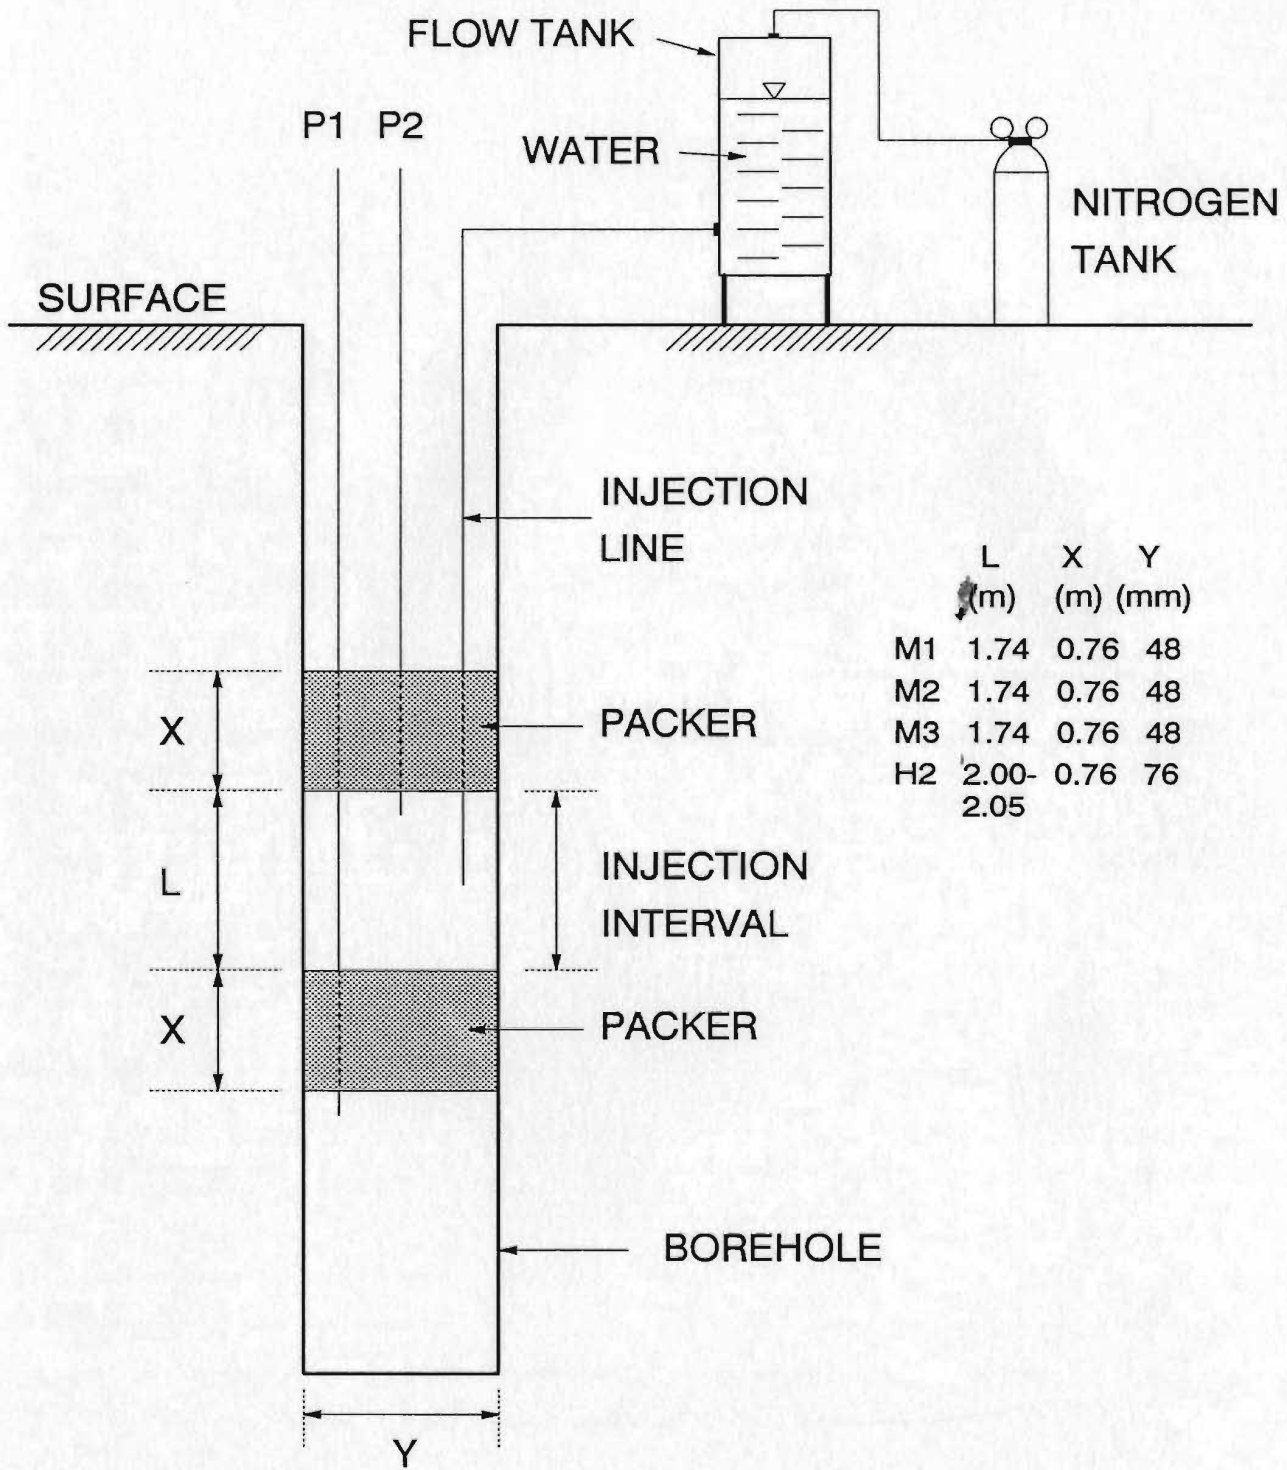 FLOW TANK
P1 P2
WATER
NITROGEN
TANK
SURFACE
INJECTION
LINE
L X Y
(m) (m) (mm)
M1 1.74 0.76 48
M2 1.74 0.76 48
M3 1.74 0.76 48
H2 2.00- 0.76 76
2.05
X
PACKER
L
INJECTION
INTERVAL
X
PACKER
BOREHOLE
Y